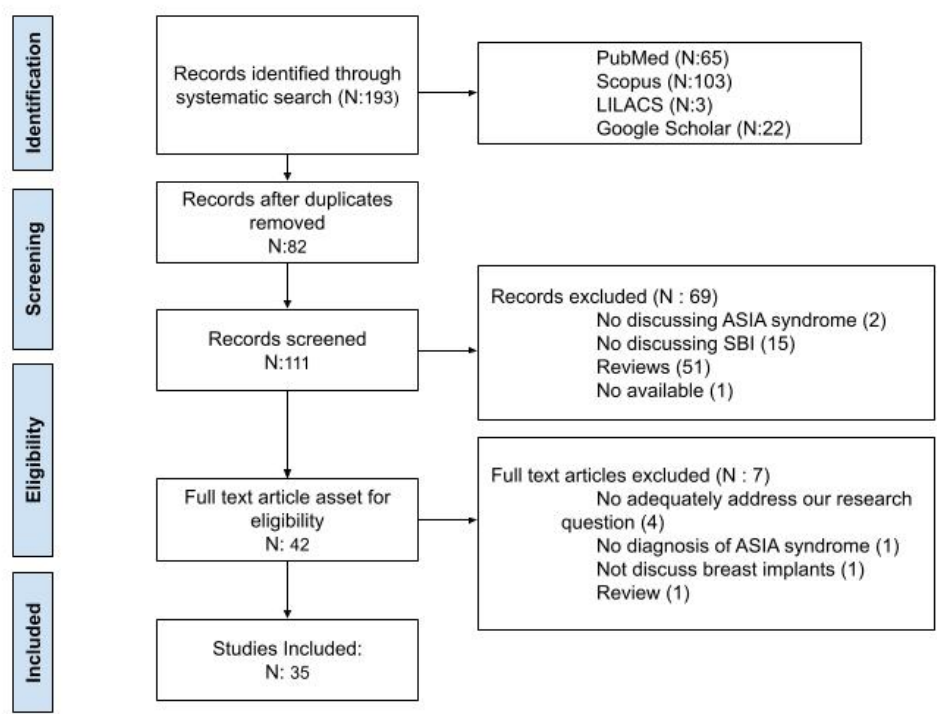 Identification
Records identified through
systematic search (N:193)
PubMed (N:65)
Scopus (N:103)
LILACS (N:3)
Google Scholar (N:22)
Screening
Records after duplicates
removed
N:82
Records screened
N:111
Records excluded (N : 69)
No discussing ASIA syndrome (2)
No discussing SBI (15)
Reviews (51)
No available (1)
Eligibility
Full text article asset for
eligibility
N: 42
Full text articles excluded (N : 7)
No adequately address our research
question (4)
No diagnosis of ASIA syndrome (1)
Not discuss breast implants (1)
Review (1)
Included
Studies Included:
N: 35